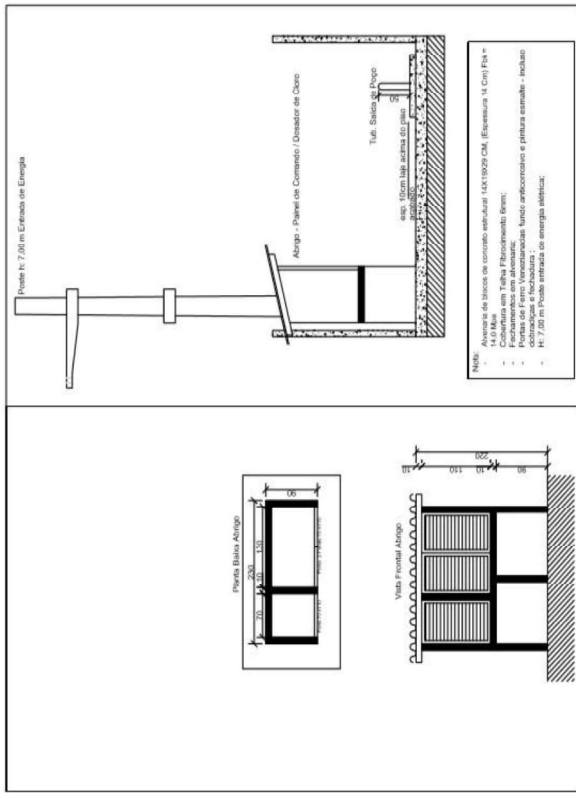 Poste h: 7,00 m Entrada de Energia
Abrigo - Painel de Comando / Dosador de Cloro
Tub. Saída de Poço
50
esp. 10cm laje acima do piso
acabado
Nota:
- Alvenaria de blocos de concreto estrutural 14X19X29 CM, (Espessura 14 Cm) Fbk =
14,0 Mpa
- Cobertura em Telha Fibrocimento 6mm;
- Fechamentos em alvenaria;
- Portas de Ferro Venezianadas fundo anticorrosivo e pintura esmalte - incluso
dobradiças e fechadura ;
- H: 7,00 m Poste entrada de energia elétrica;
Planta Baixa Abrigo
230
70
10
130
90
Vista Frontal Abrigo
10
110
10
90
220